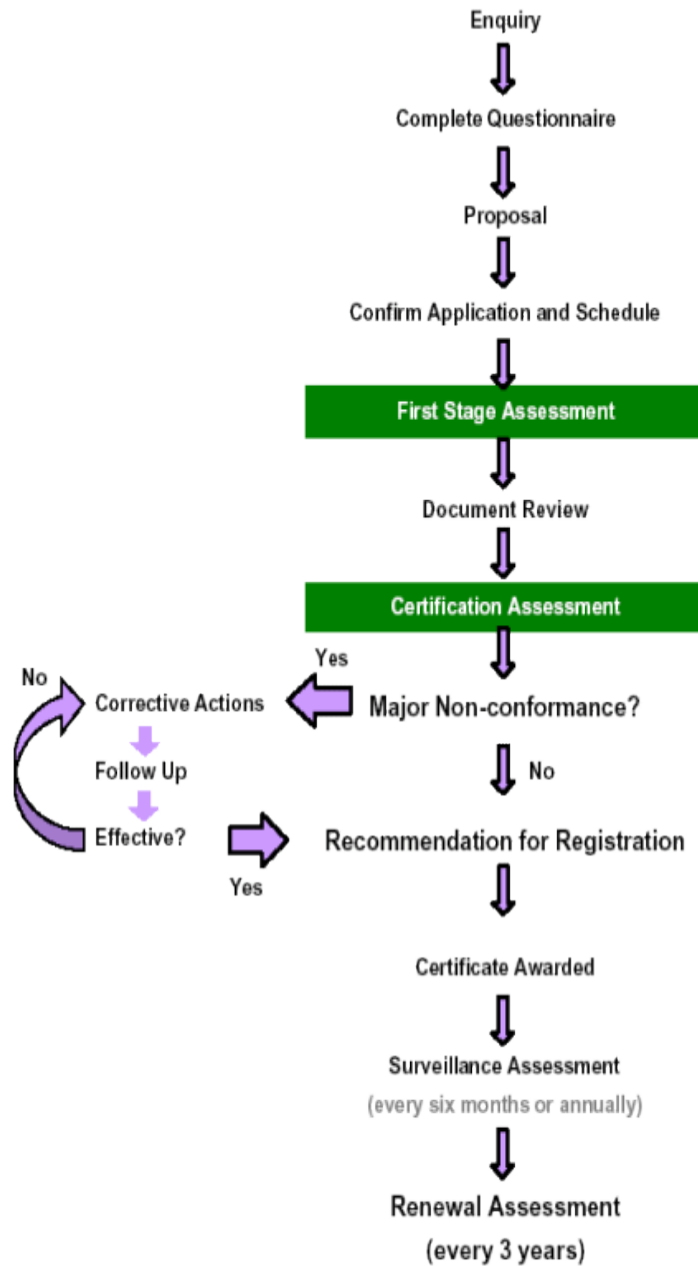 Enquiry
Complete Questionnaire
Proposal
Confirm Application and Schedule
First Stage Assessment
Document Review
Certification Assessment
Yes
No
Corrective Actions
Major Non-conformance?
Follow Up
No
Effective?
Recommendation for Registration
Yes
Certificate Awarded
Surveillance Assessment
(every six months or annually)
Renewal Assessment
(every 3 years)